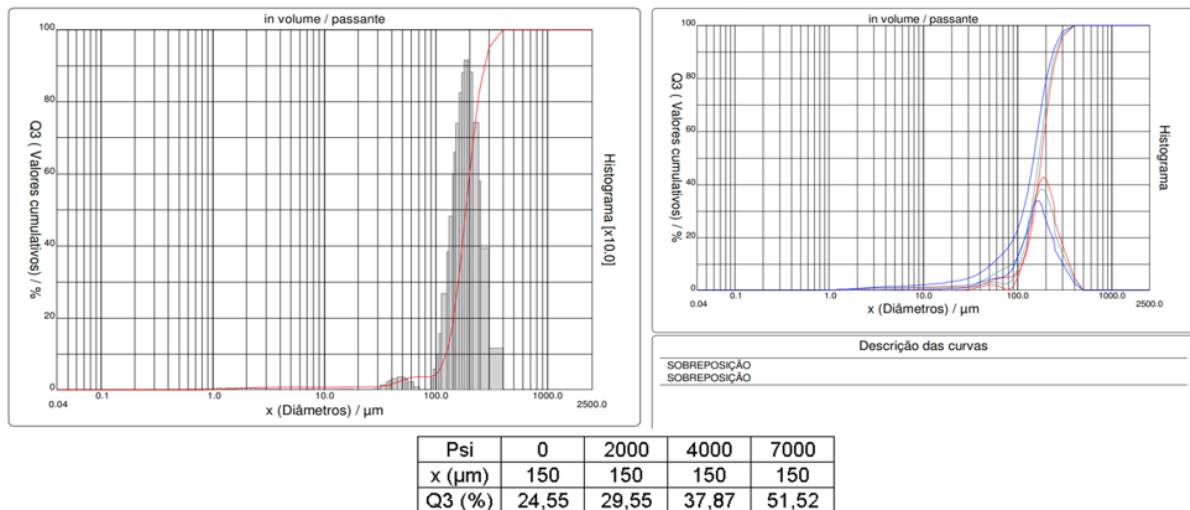 in volume / passante
100
80
60
40
20
0
Q3 ( Valores cumulativos) / %
Histograma [x10.0]
0.04
0.1
1.0
10.0
100.0
1000.0
2500.0
x (Diâmetros) / µm
in volume / passante
100
80
60
40
20
0
Q3 ( Valores cumulativos) / %
Histograma
0.04
0.1
1.0
10.0
100.0
1000.0
2500.0
x (Diâmetros) / µm
Descrição das curvas
SOBREPOSIÇÃO
SOBREPOSIÇÃO
Psi 0 2000 4000 7000
x (µm) 150 150 150 150
Q3 (%) 24,55 29,55 37,87 51,52